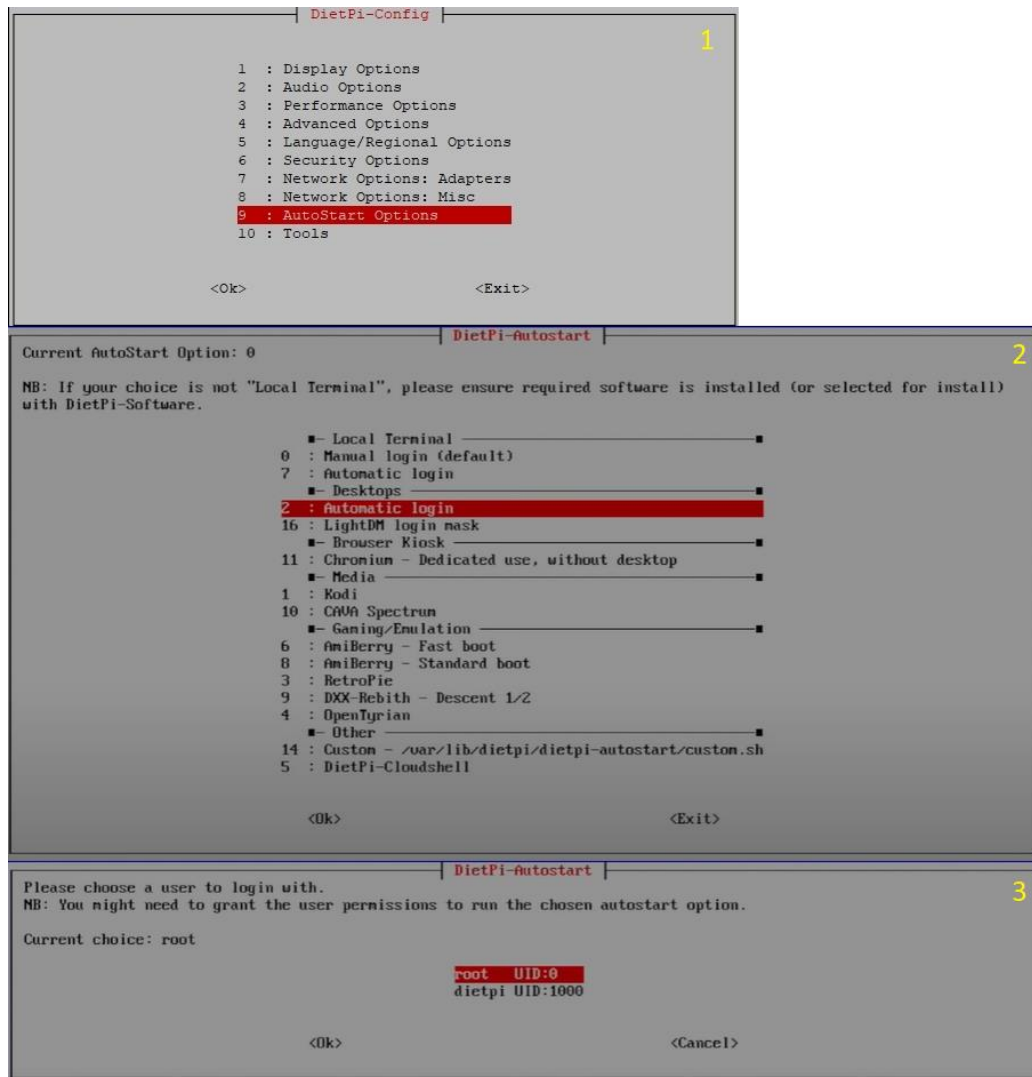 DietPi-Config
1
1 : Display Options
2 : Audio Options
3 : Performance Options
4 : Advanced Options
5 : Language/Regional Options
6 : Security Options
7 : Network Options: Adapters
8 : Network Options: Misc
9 : AutoStart Options
10 : Tools
<Ok> <Exit>
DietPi-Autostart
2
Current AutoStart Option: 0
NB: If your choice is not "Local Terminal", please ensure required software is installed (or selected for install)
with DietPi-Software.
Local Terminal
0 : Manual login (default)
7 : Automatic login
Desktops
2 : Automatic login
16 : LightDM login mask
Browser Kiosk
11 : Chromium - Dedicated use, without desktop
Media
1 : Kodi
10 : CAVA Spectrum
Gaming/Emulation
6 : AmiBerry - Fast boot
8 : AmiBerry - Standard boot
3 : RetroPie
9 : DXX-Rebith - Descent 1/2
4 : OpenTyrian
Other
14 : Custom - /var/lib/dietpi/dietpi-autostart/custom.sh
5 : DietPi-Cloudshell
<Ok> <Exit>
DietPi-Autostart
3
Please choose a user to login with.
NB: You might need to grant the user permissions to run the chosen autostart option.
Current choice: root
root UID:0
dietpi UID:1000
<Ok> <Cancel>